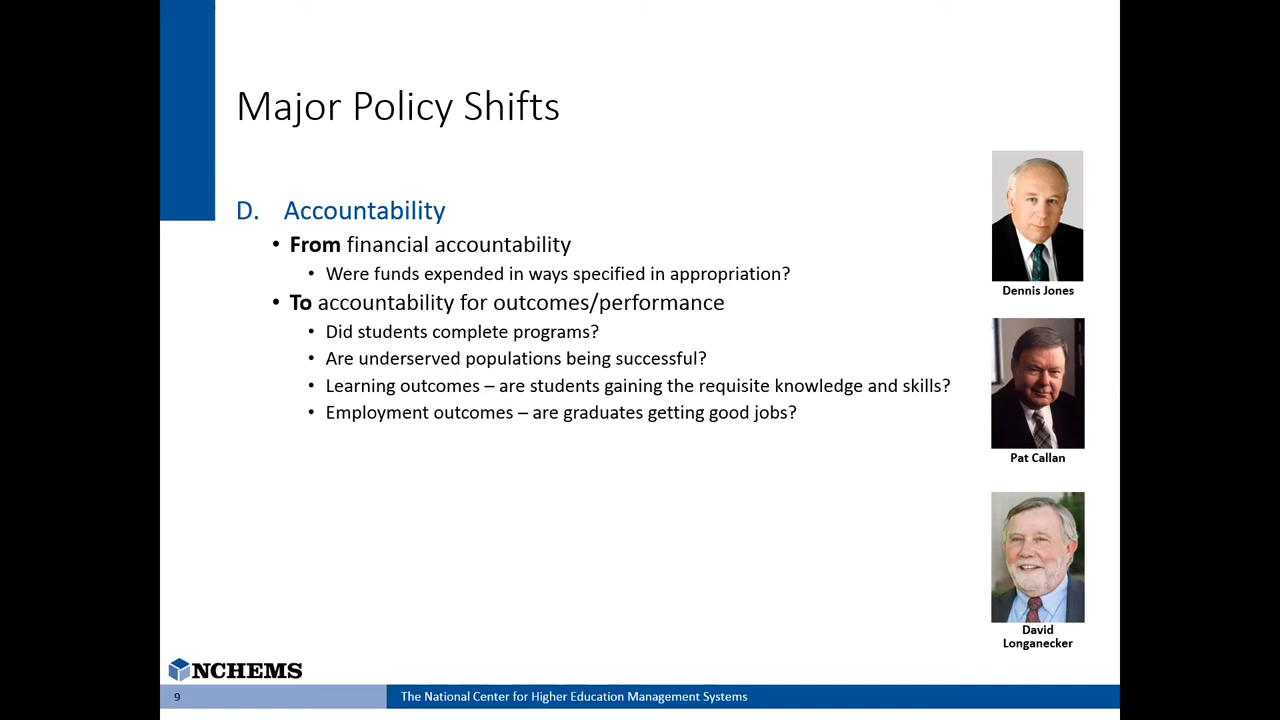 Major Policy Shifts
D. Accountability
• From financial accountability
• Were funds expended in ways specified in appropriation?
• To accountability for outcomes/performance
• Did students complete programs?
• Are underserved populations being successful?
• Learning outcomes – are students gaining the requisite knowledge and skills?
• Employment outcomes – are graduates getting good jobs?
Dennis Jones
Pat Callan
David
Longanecker
NCHEMS
9
The National Center for Higher Education Management Systems